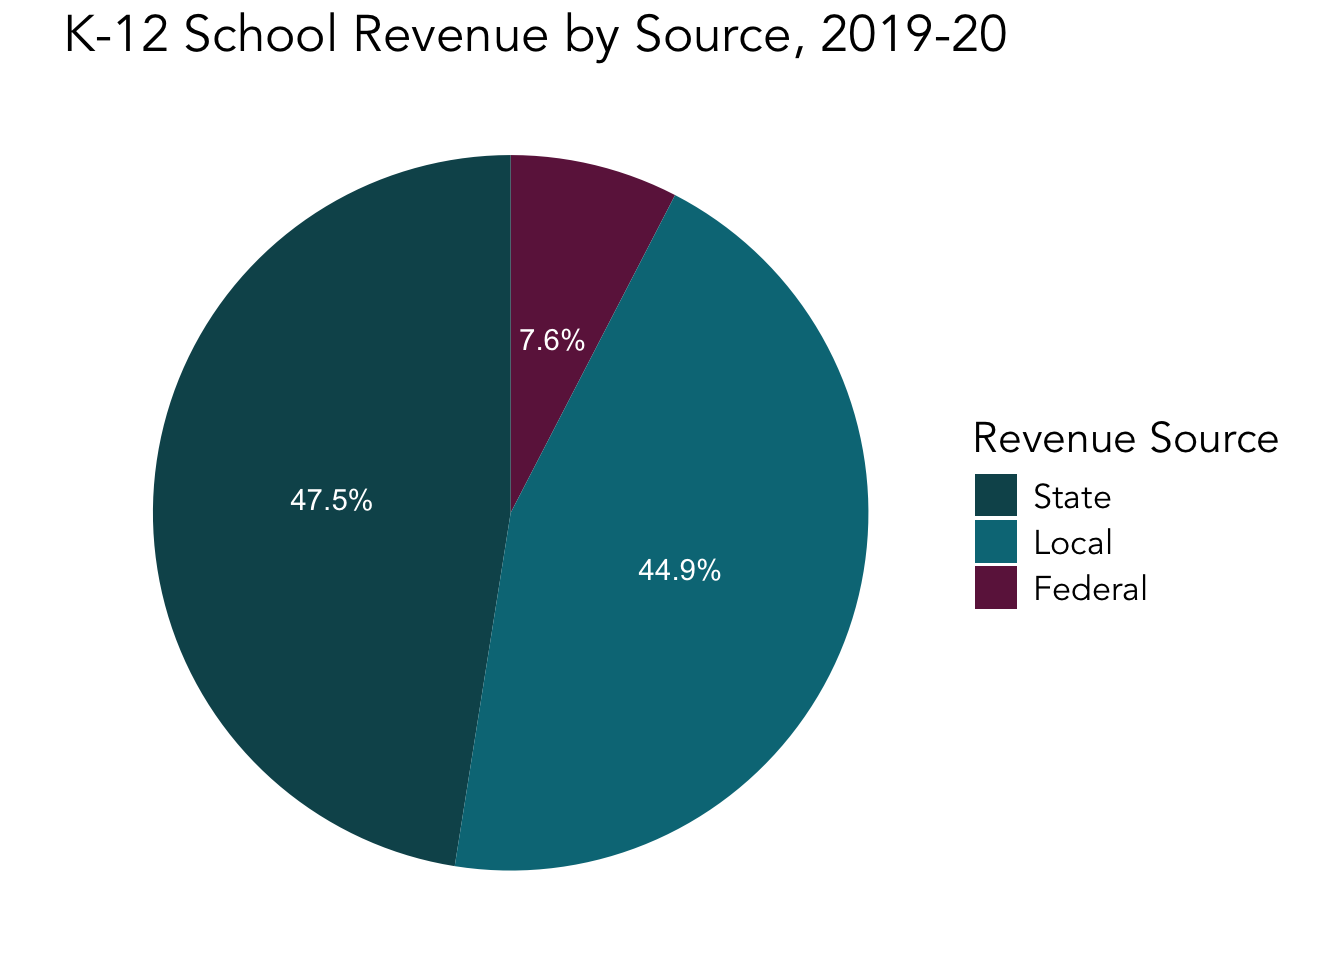 K-12 School Revenue by Source, 2019-20
7.6%
47.5%
44.9%
Revenue Source
State
Local
Federal